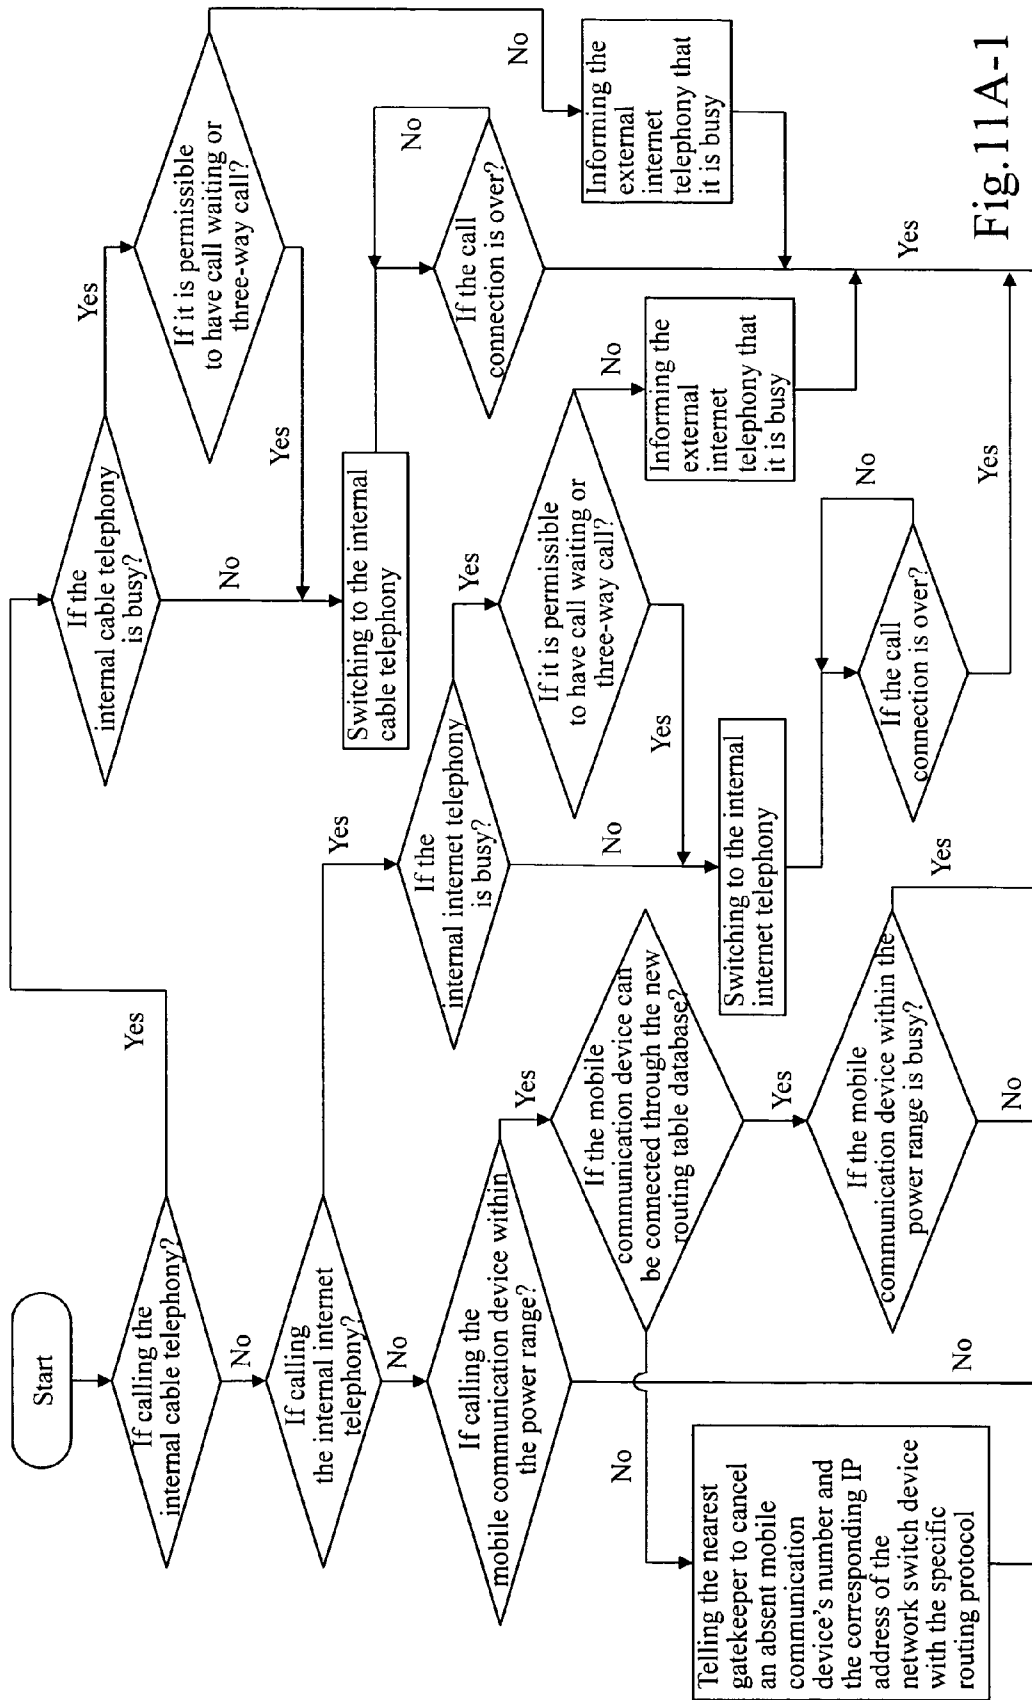 Start
If calling the
internal cable telephony?
Yes
No
If the
internal cable telephony
is busy?
Yes
No
If it is permissible
to have call waiting or
three-way call?
Yes
No
Switching to the internal
cable telephony
If the call
connection is over?
No
Informing the
external
internet
telephony that
it is busy
Yes
If calling
the internal internet
telephony?
Yes
No
If the
internal internet telephony
is busy?
Yes
No
If it is permissible
to have call waiting or
three-way call?
Yes
No
Informing the
external
internet
telephony that
it is busy
Switching to the internal
internet telephony
If the call
connection is over?
No
Yes
If calling the
mobile communication device within
the power range?
Yes
No
If the mobile
communication device can
be connected through the new
routing table database?
No
Yes
Telling the nearest
gatekeeper to cancel
an absent mobile
communication
device's number and
the corresponding IP
address of the
network switch device
with the specific
routing protocol
If the mobile
communication device within the
power range is busy?
Yes
No
Fig.11A-1